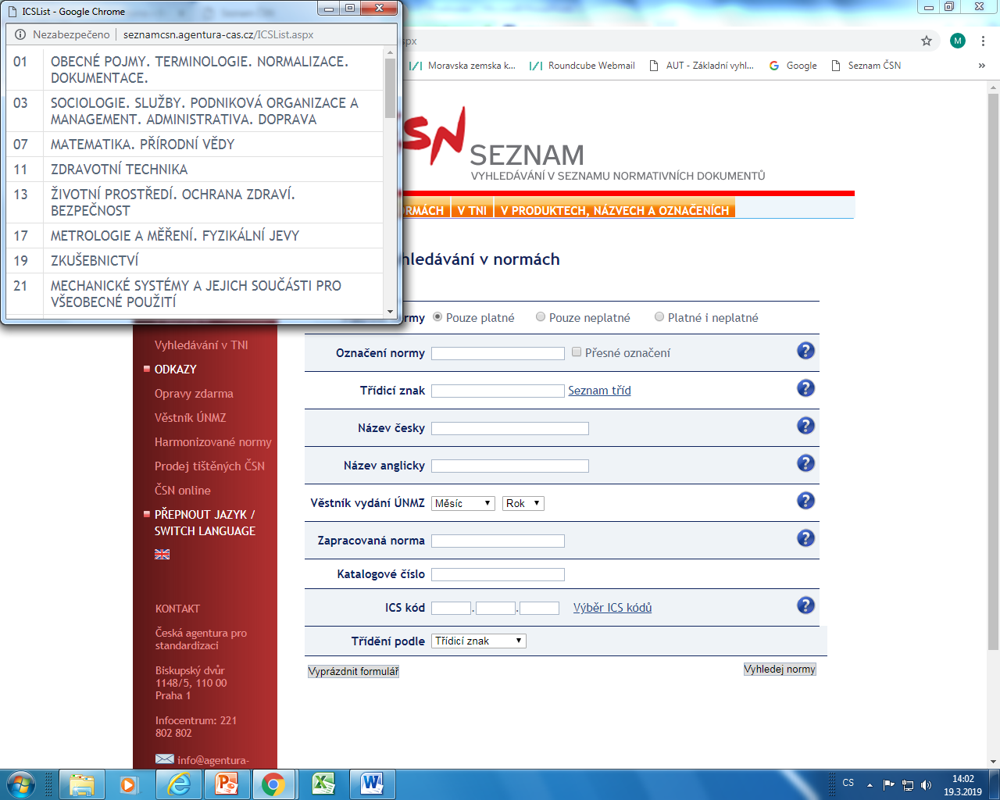 ICSList - Google Chrome
Nezabezpečeno | seznamcsn.agentura-cas.cz/ICSList.aspx
01 OBECNÉ POJMY. TERMINOLOGIE. NORMALIZACE.
DOKUMENTACE.
03 SOCIOLOGIE. SLUŽBY. PODNIKOVÁ ORGANIZACE A
MANAGEMENT. ADMINISTRATIVA. DOPRAVA
07 MATEMATIKA. PŘÍRODNÍ VĚDY
11 ZDRAVOTNÍ TECHNIKA
13 ŽIVOTNÍ PROSTŘEDÍ. OCHRANA ZDRAVÍ.
BEZPEČNOST
17 METROLOGIE A MĚŘENÍ. FYZIKÁLNÍ JEVY
19 ZKUŠEBNICTVÍ
21 MECHANICKÉ SYSTÉMY A JEJICH SOUČÁSTI PRO
VŠEOBECNÉ POUŽITÍ
px
M
Moravska zemska k... Roundcube Webmail AUT - Základní vyhl... Google Seznam ČSN »
SN SEZNAM
VYHLEDÁVÁNÍ V SEZNAMU NORMATIVNÍCH DOKUMENTŮ
RMÁCH V TNI V PRODUKTECH, NÁZVECH A OZNAČENÍCH
hledávání v normách
rmy Pouze platné Pouze neplatné Platné i neplatné
Označení normy Přesné označení ?
Třídicí znak Seznam tříd ?
Název česky ?
Název anglicky ?
Věstník vydání ÚNMZ Měsíc Rok ?
Zapracovaná norma ?
Katalogové číslo
ICS kód . . Výběr ICS kódů ?
Třídění podle Třídicí znak
Vyprázdnit formulář Vyhledej normy
Vyhledávání v TNI
ODKAZY
Opravy zdarma
Věstník ÚNMZ
Harmonizované normy
Prodej tištěných ČSN
ČSN online
PŘEPNOUT JAZYK /
SWITCH LANGUAGE
KONTAKT
Česká agentura pro
standardizaci
Biskupský dvůr
1148/5, 110 00
Praha 1
Infocentrum: 221
802 802
info@agentura-
CS 14:02
19.3.2019